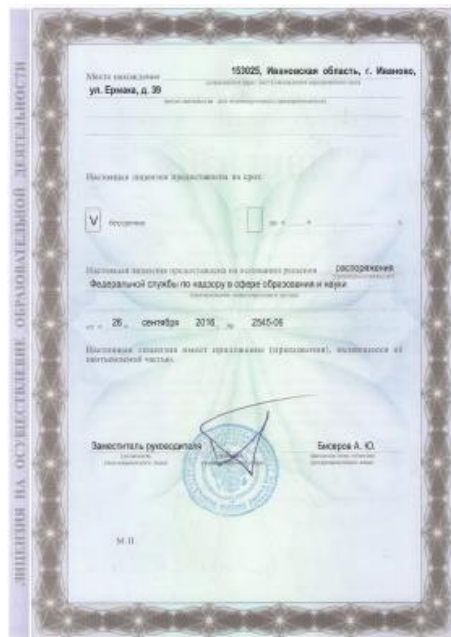 ЛИЦЕНЗИЯ НА ОСУЩЕСТВЛЕНИЕ ОБРАЗОВАТЕЛЬНОЙ ДЕЯТЕЛЬНОСТИ
Место нахождения 153025, Ивановская область, г. Иваново,
ул. Ермака, д. 39
Настоящая лицензия предоставлена на срок:
V бессрочно до « »
Настоящая лицензия предоставлена на основании решения распоряжения
Федеральной службы по надзору в сфере образования и науки
от « 26 » сентября 2016 № 2545-06
Настоящая лицензия имеет приложение (приложения), являющееся её
неотъемлемой частью.
Заместитель руководителя Бисеров А. Ю.
М.П.